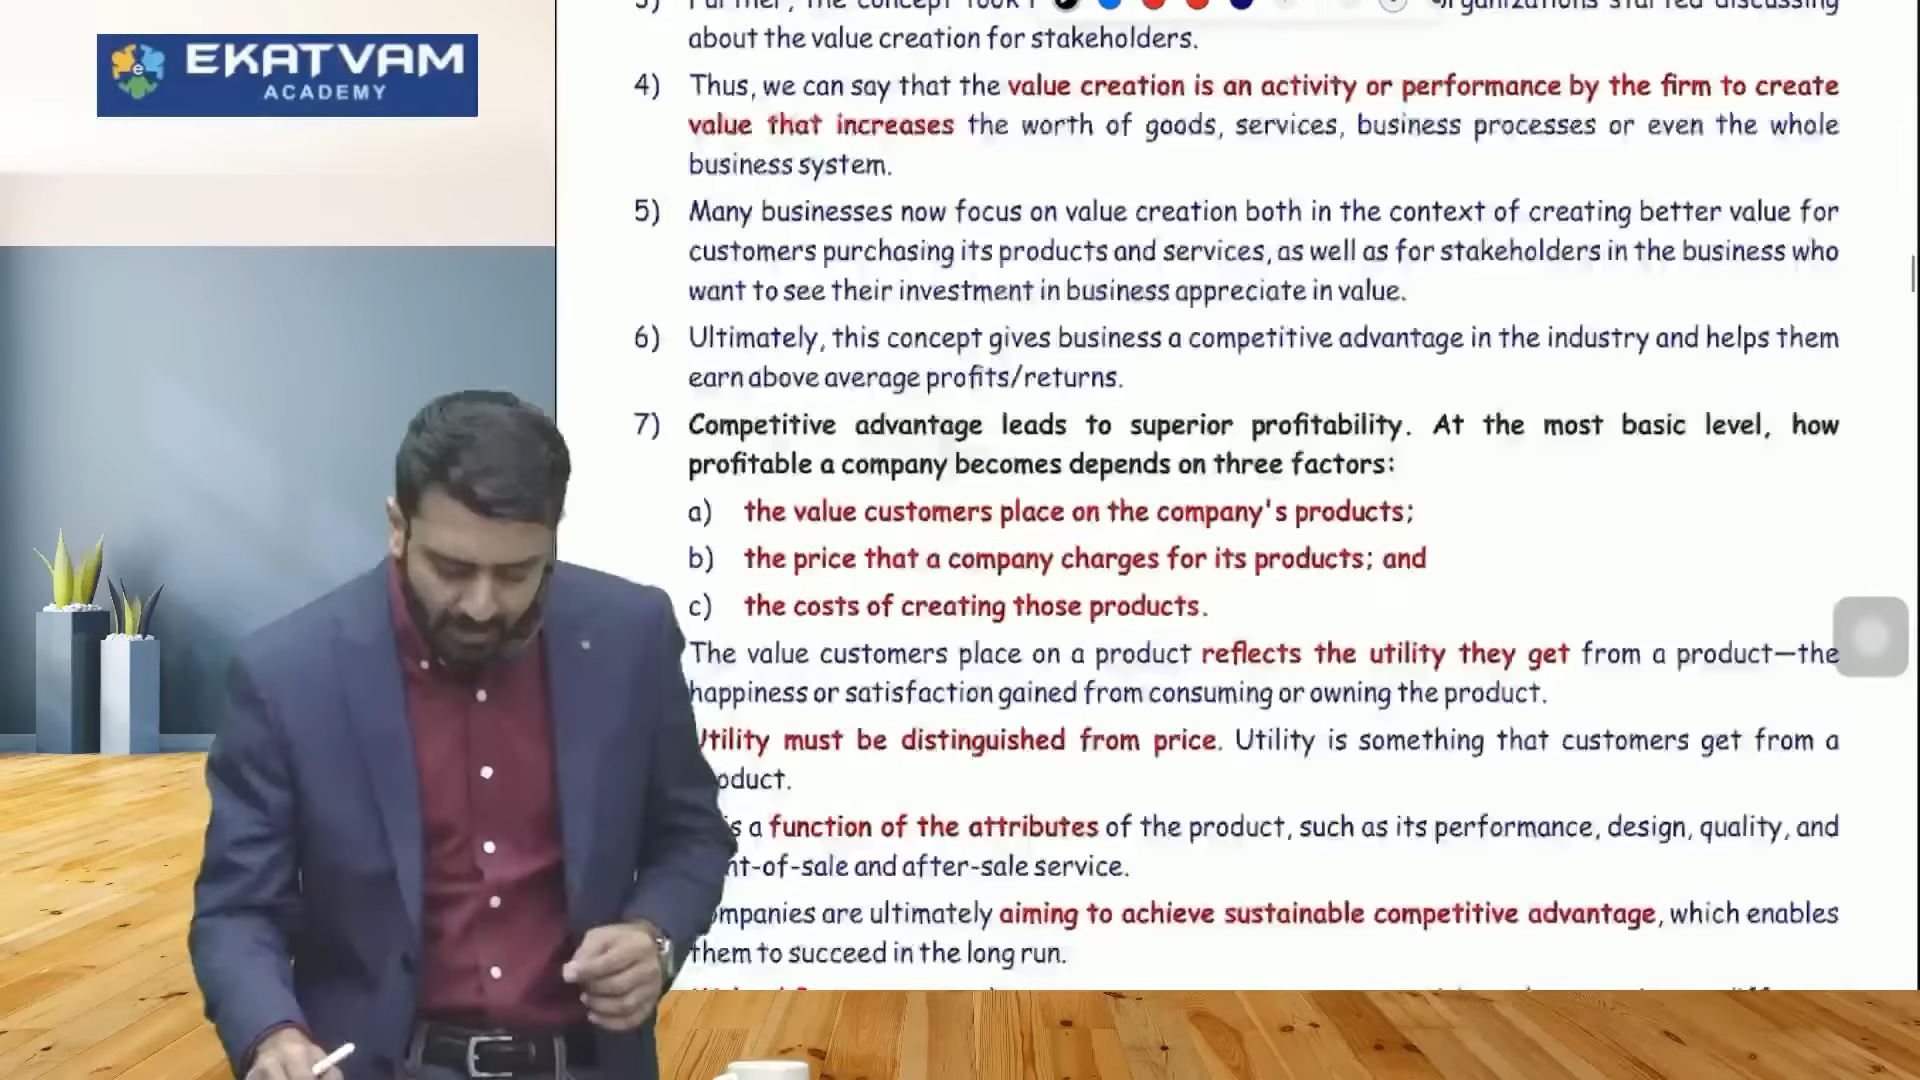 EKATVAM
ACADEMY
about the value creation for stakeholders.
4) Thus, we can say that the value creation is an activity or performance by the firm to create
value that increases the worth of goods, services, business processes or even the whole
business system.
5) Many businesses now focus on value creation both in the context of creating better value for
customers purchasing its products and services, as well as for stakeholders in the business who
want to see their investment in business appreciate in value.
6) Ultimately, this concept gives business a competitive advantage in the industry and helps them
earn above average profits/returns.
7) Competitive advantage leads to superior profitability. At the most basic level, how
profitable a company becomes depends on three factors:
a) the value customers place on the company's products;
b) the price that a company charges for its products; and
c) the costs of creating those products.
The value customers place on a product reflects the utility they get from a product—the
happiness or satisfaction gained from consuming or owning the product.
Utility must be distinguished from price. Utility is something that customers get from a
oduct.
is a function of the attributes of the product, such as its performance, design, quality, and
nt-of-sale and after-sale service.
ompanies are ultimately aiming to achieve sustainable competitive advantage, which enables
them to succeed in the long run.